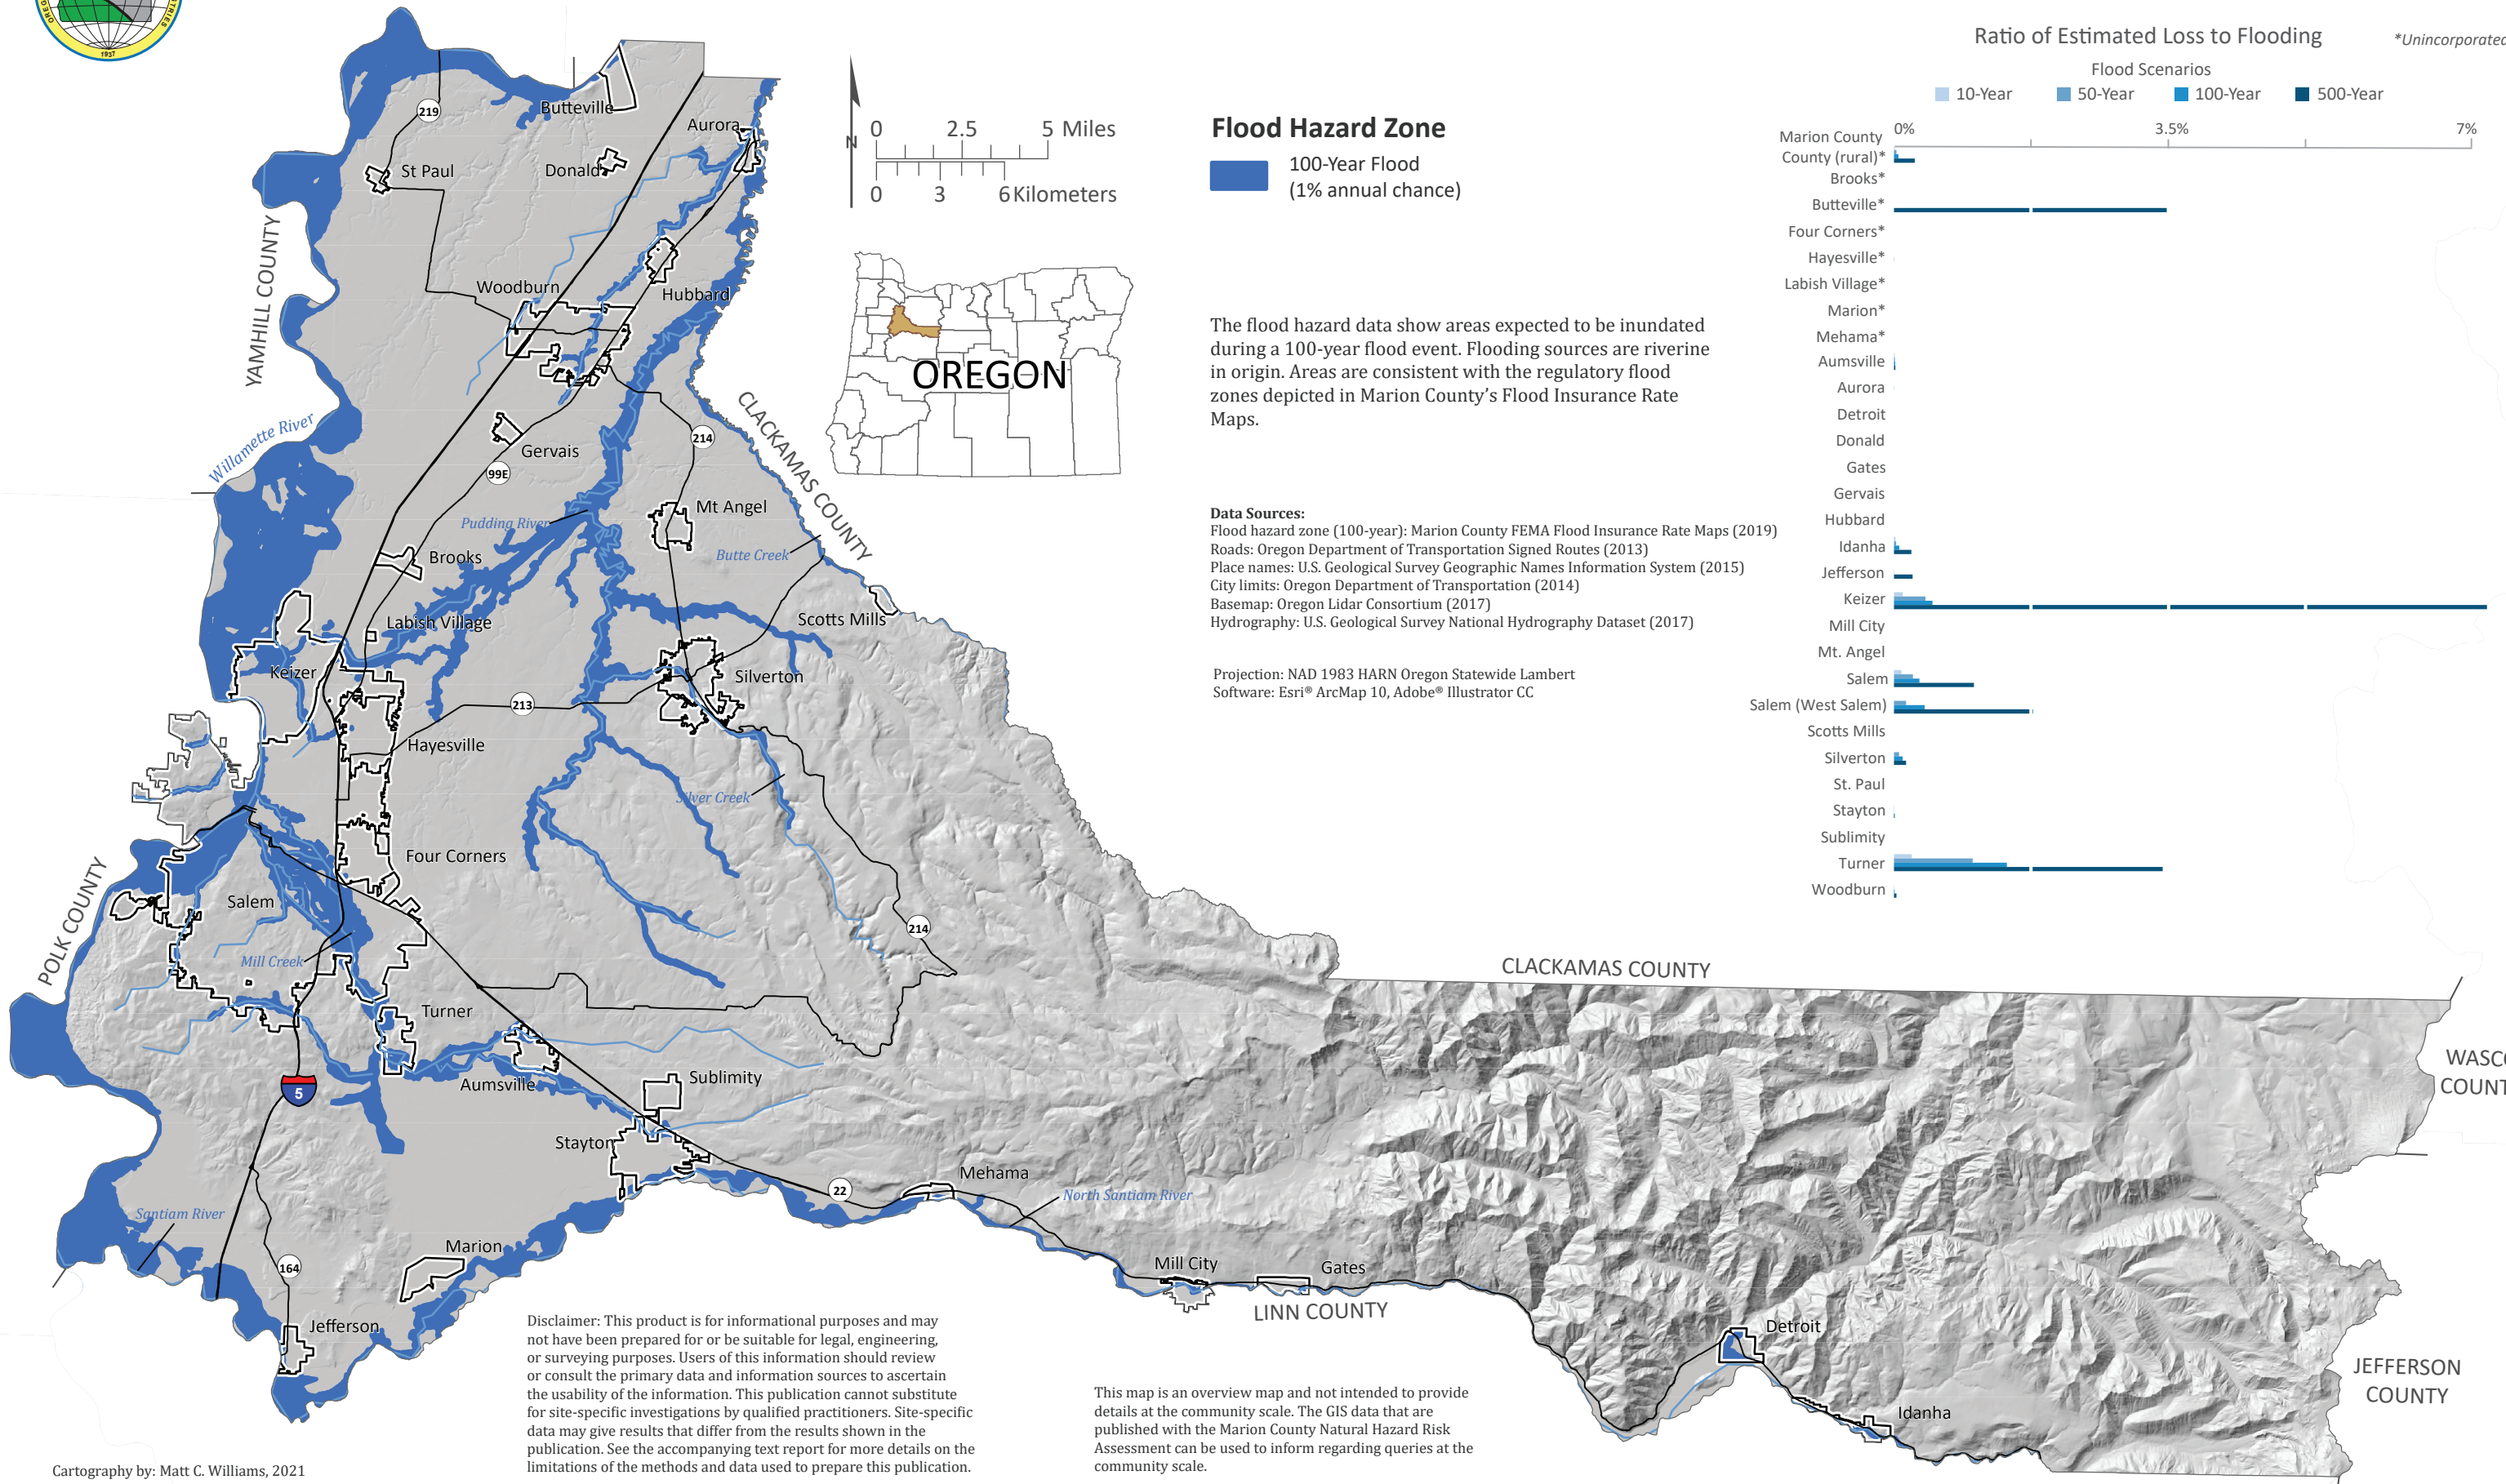 1937
Ratio of Estimated Loss to Flooding
*Unincorporated
Flood Scenarios
10-Year
50-Year
100-Year
500-Year
0%
3.5%
7%
Marion County
County (rural)*
Brooks*
Butteville*
Four Corners*
Hayesville*
Labish Village*
Marion*
Mehama*
Aumsville
Aurora
Detroit
Donald
Gates
Gervais
Hubbard
Idanha
Jefferson
Keizer
Mill City
Mt. Angel
Salem
Salem (West Salem)
Scotts Mills
Silverton
St. Paul
Stayton
Sublimity
Turner
Woodburn
0 2.5 5 Miles
N
0 3 6 Kilometers
Flood Hazard Zone
100-Year Flood
(1% annual chance)
OREGON
The flood hazard data show areas expected to be inundated
during a 100-year flood event. Flooding sources are riverine
in origin. Areas are consistent with the regulatory flood
zones depicted in Marion County's Flood Insurance Rate
Maps.
Data Sources:
Flood hazard zone (100-year): Marion County FEMA Flood Insurance Rate Maps (2019)
Roads: Oregon Department of Transportation Signed Routes (2013)
Place names: U.S. Geological Survey Geographic Names Information System (2015)
City limits: Oregon Department of Transportation (2014)
Basemap: Oregon Lidar Consortium (2017)
Hydrography: U.S. Geological Survey National Hydrography Dataset (2017)
Projection: NAD 1983 HARN Oregon Statewide Lambert
Software: Esri® ArcMap 10, Adobe® Illustrator CC
Butteville
219
Aurora
St Paul
Donald
YAMHILL COUNTY
Woodburn
Hubbard
Willamette River
CLACKAMAS COUNTY
214
Gervais
99E
Mt Angel
Pudding River
Butte Creek
Brooks
Labish Village
Scotts Mills
Keizer
Silverton
213
Hayesville
Silver Creek
Four Corners
POLK COUNTY
Salem
214
Mill Creek
CLACKAMAS COUNTY
Turner
WASCO
COUNT
5
Aumsville
Sublimity
Stayton
Mehama
22
North Santiam River
Santiam River
Marion
164
Mill City
Gates
LINN COUNTY
Jefferson
Detroit
JEFFERSON
COUNTY
Idanha
Disclaimer: This product is for informational purposes and may
not have been prepared for or be suitable for legal, engineering,
or surveying purposes. Users of this information should review
or consult the primary data and information sources to ascertain
the usability of the information. This publication cannot substitute
for site-specific investigations by qualified practitioners. Site-specific
data may give results that differ from the results shown in the
publication. See the accompanying text report for more details on the
limitations of the methods and data used to prepare this publication.
This map is an overview map and not intended to provide
details at the community scale. The GIS data that are
published with the Marion County Natural Hazard Risk
Assessment can be used to inform regarding queries at the
community scale.
Cartography by: Matt C. Williams, 2021